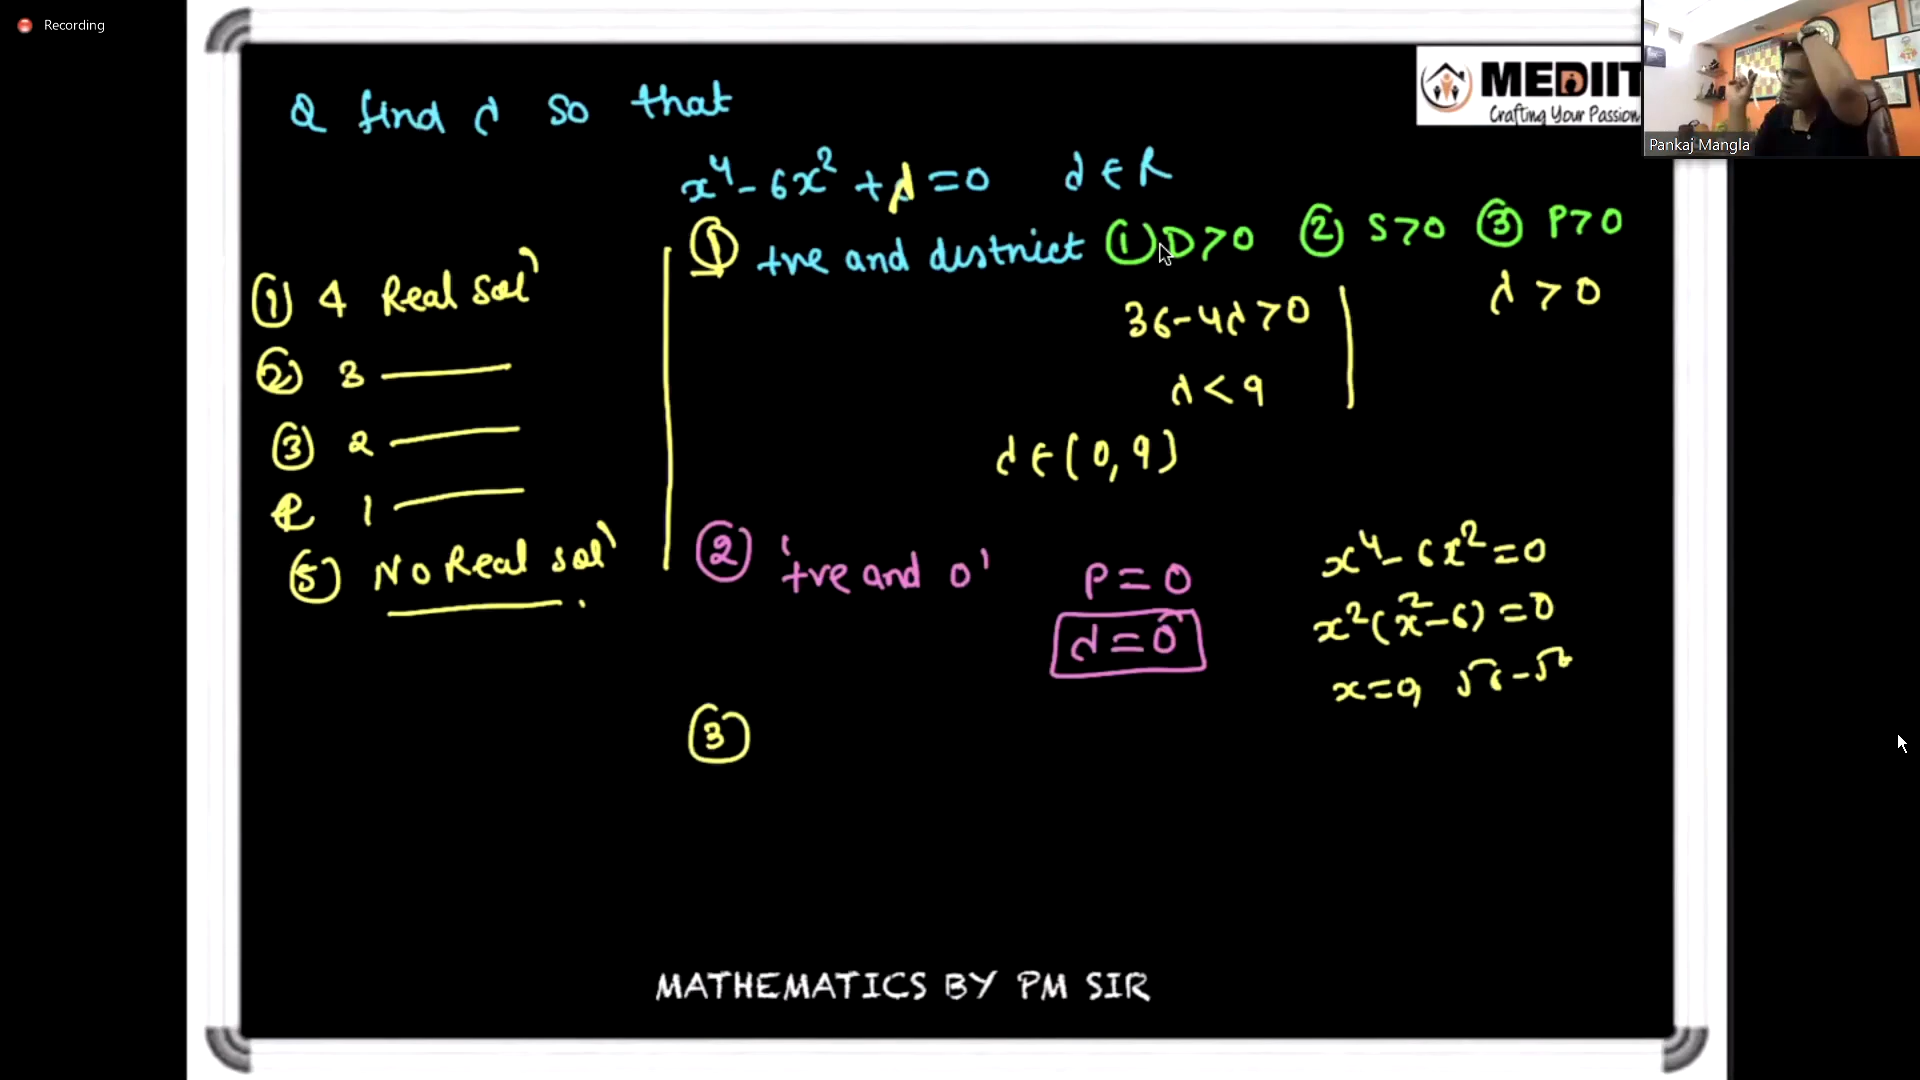 Recording
MEDIIT
Crafting Your Passion
Pankaj Mangla
Q find λ so that
x⁴ - 6x² + λ = 0 λ ∈ R
① 4 Real solⁿ
② 3 ———
③ 2 ———
1 ———
⑤ No Real solⁿ
① +ve and district ① D > 0 ② S > 0 ③ P > 0
36 - 4λ > 0
λ > 0
λ < 9
λ ∈ (0, 9)
② '+ve and 0' P = 0
λ = 0
x⁴ - 6x² = 0
x²(x² - 6) = 0
x = 0, √6 - √6
③
MATHEMATICS BY PM SIR